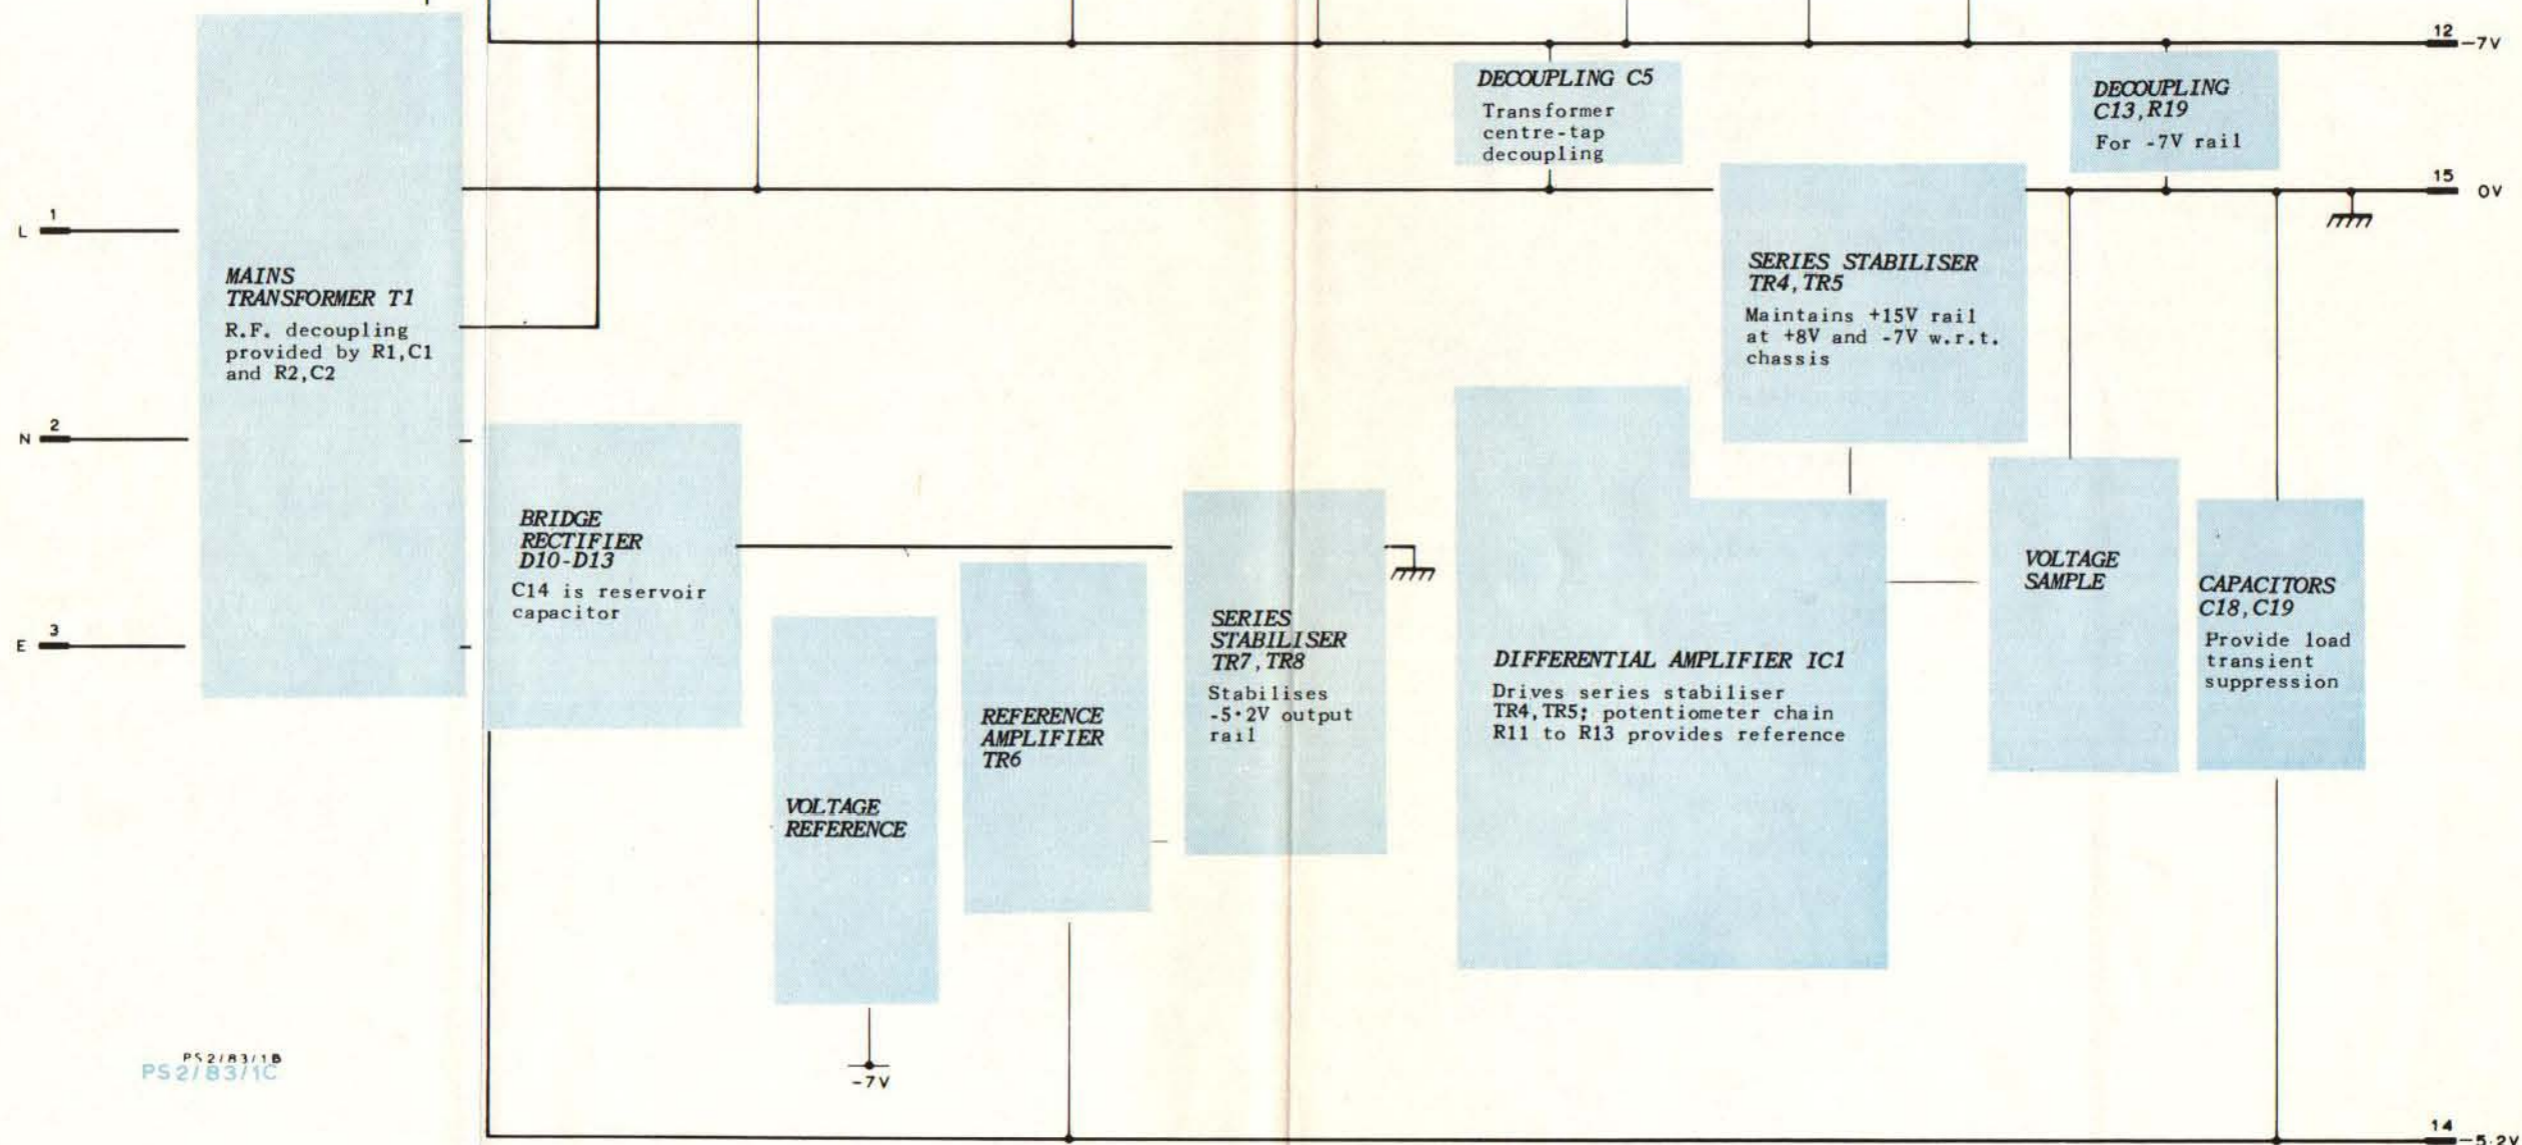 12
-7V
DECOUPLING C5
Transformer
centre-tap
decoupling
DECOUPLING
C13,R19
For -7V rail
15
0V
L
1
MAINS
TRANSFORMER T1
R.F. decoupling
provided by R1,C1
and R2,C2
SERIES STABILISER
TR4,TR5
Maintains +15V rail
at +8V and -7V w.r.t.
chassis
N
2
BRIDGE
RECTIFIER
D10-D13
C14 is reservoir
capacitor
E
3
VOLTAGE
REFERENCE
-7V
REFERENCE
AMPLIFIER
TR6
SERIES
STABILISER
TR7,TR8
Stabilises
-5·2V output
rail
DIFFERENTIAL AMPLIFIER IC1
Drives series stabiliser
TR4,TR5; potentiometer chain
R11 to R13 provides reference
VOLTAGE
SAMPLE
CAPACITORS
C18,C19
Provide load
transient
suppression
PS2/83/1B
PS2/83/1C
14
-5.2V